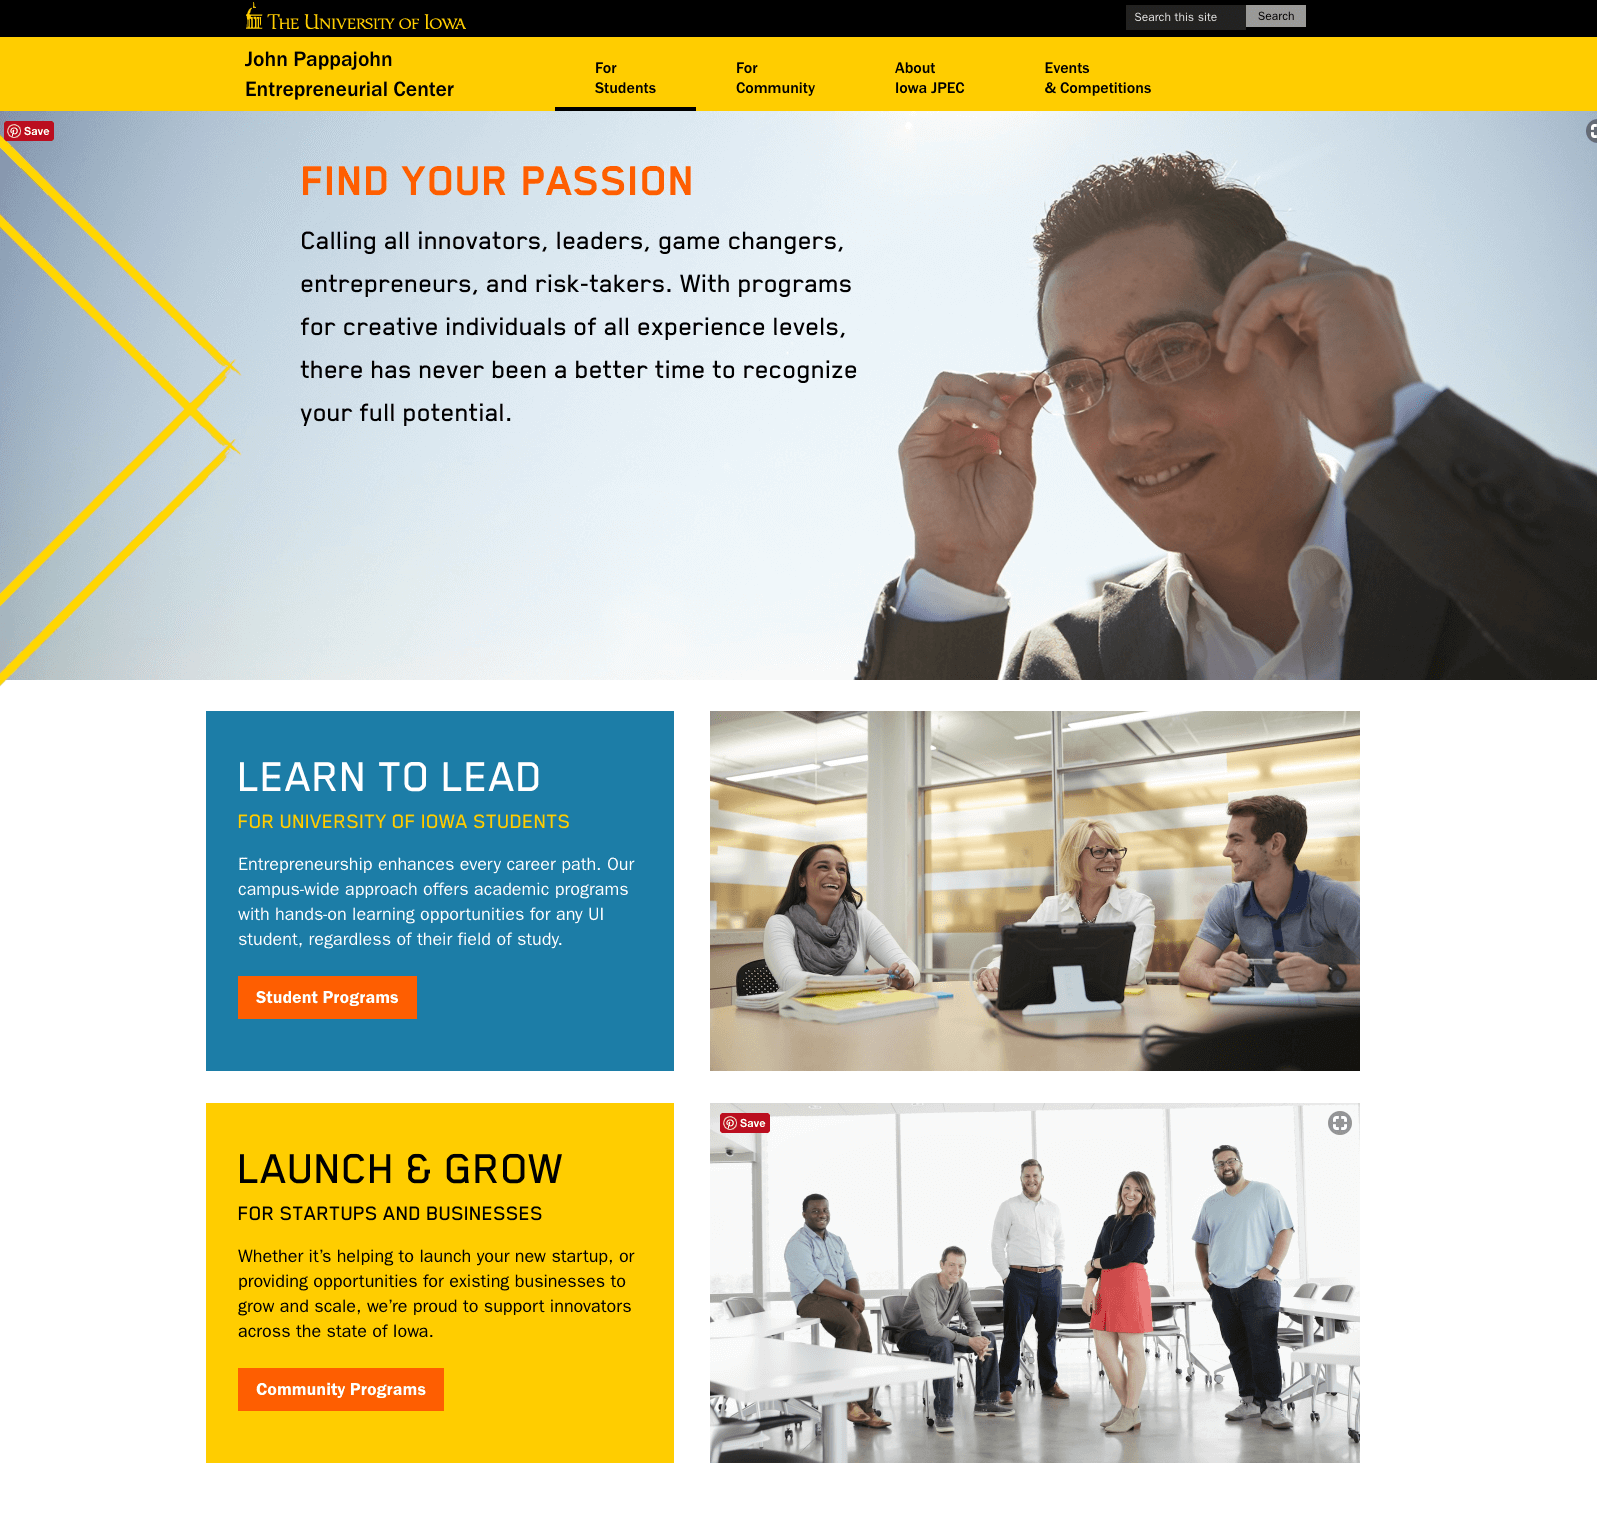 THE UNIVERSITY OF IOWA
Search this site
Search
John Pappajohn
Entrepreneurial Center
For
Students
For
Community
About
Iowa JPEC
Events
& Competitions
Save
FIND YOUR PASSION
Calling all innovators, leaders, game changers,
entrepreneurs, and risk-takers. With programs
for creative individuals of all experience levels,
there has never been a better time to recognize
your full potential.
LEARN TO LEAD
FOR UNIVERSITY OF IOWA STUDENTS
Entrepreneurship enhances every career path. Our
campus-wide approach offers academic programs
with hands-on learning opportunities for any UI
student, regardless of their field of study.
Student Programs
LAUNCH & GROW
FOR STARTUPS AND BUSINESSES
Whether it’s helping to launch your new startup, or
providing opportunities for existing businesses to
grow and scale, we’re proud to support innovators
across the state of Iowa.
Community Programs
Save